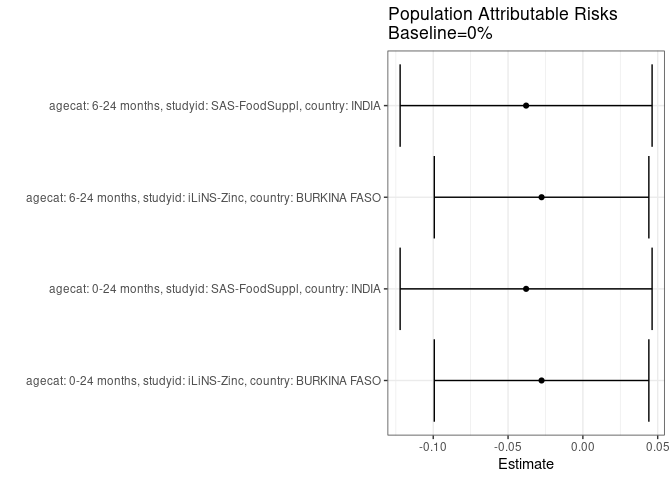 Population Attributable Risks
Baseline=0%
agecat: 6-24 months, studyid: SAS-FoodSuppl, country: INDIA
agecat: 6-24 months, studyid: iLiNS-Zinc, country: BURKINA FASO
agecat: 0-24 months, studyid: SAS-FoodSuppl, country: INDIA
agecat: 0-24 months, studyid: iLiNS-Zinc, country: BURKINA FASO
-0.10 -0.05 0.00 0.05
Estimate